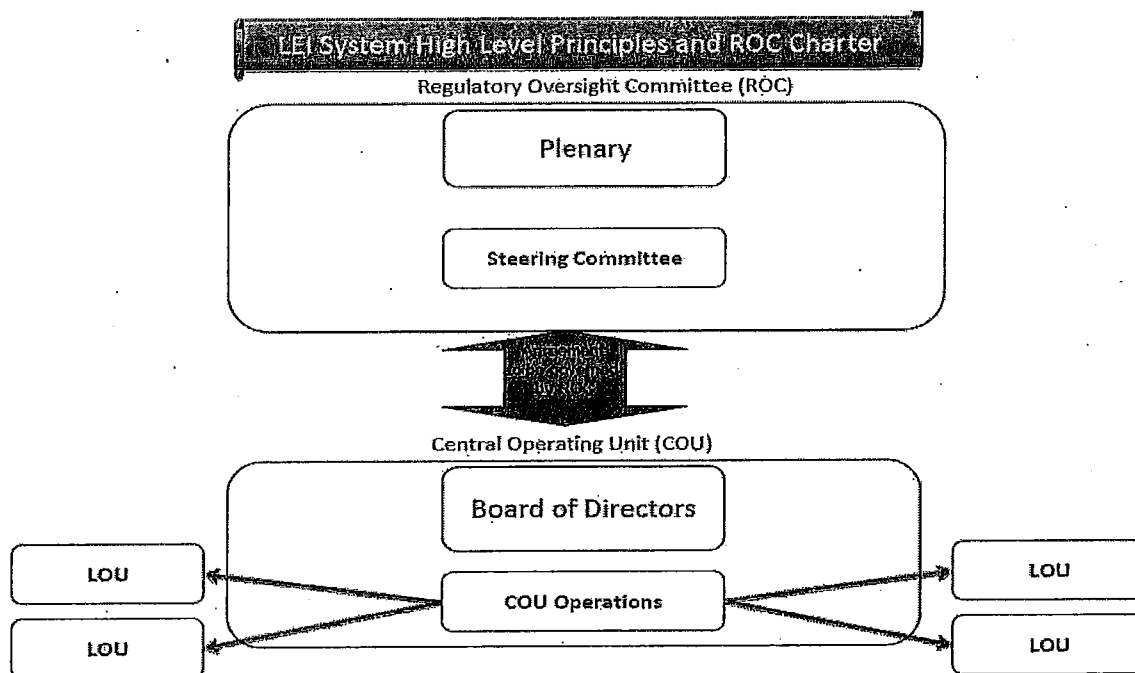 LEI System High Level Principles and ROC Charter
Regulatory Oversight Committee (ROC)
Plenary
Steering Committee
Central Operating Unit (COU)
Board of Directors
LOU
COU Operations
LOU
LOU
LOU